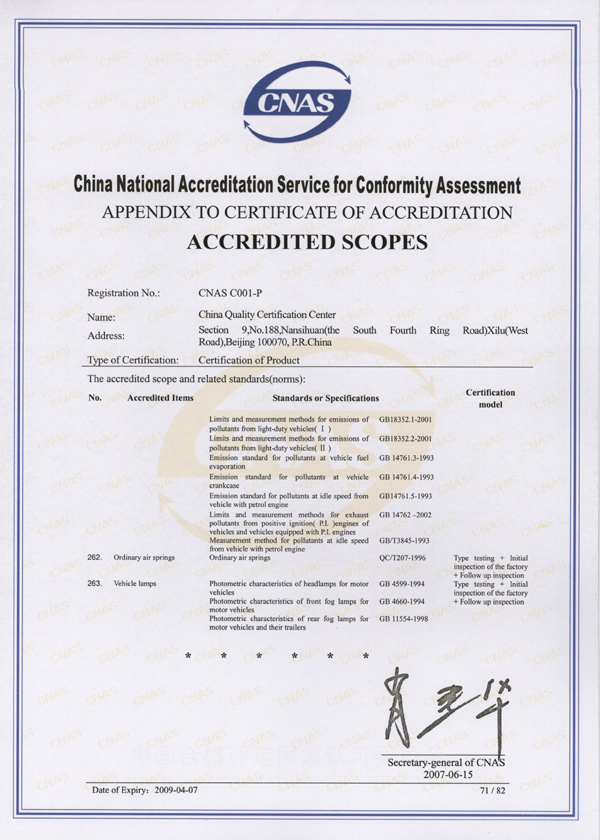 CNAS
China National Accreditation Service for Conformity Assessment
APPENDIX TO CERTIFICATE OF ACCREDITATION
ACCREDITED SCOPES
Registration No.: CNAS C001-P
Name: China Quality Certification Center
Address: Section 9,No.188,Nansihuan(the South Fourth Ring Road)Xilu(West
Road),Beijing 100070, P.R.China
Type of Certification: Certification of Product
The accredited scope and related standards(norms):
No. Accredited Items Standards or Specifications Certification
model
Limits and measurement methods for emissions of GB18352.1-2001
pollutants from light-duty vehicles( Ⅰ )
Limits and measurement methods for emissions of GB18352.2-2001
pollutants from light-duty vehicles( Ⅱ )
Emission standard for pollutants at vehicle fuel GB 14761.3-1993
evaporation
Emission standard for pollutants at vehicle GB 14761.4-1993
crankcase
Emission standard for pollutants at idle speed from GB14761.5-1993
vehicle with petrol engine
Limits and measurement methods for exhaust GB 14762 –2002
pollutants from positive ignition( P.I. )engines of
vehicles and vehicles equipped with P.I. engines
Measurement method for pollutants at idle speed GB/T3845-1993
from vehicle with petrol engine
262. Ordinary air springs Ordinary air springs QC/T207-1996 Type testing + Initial
inspection of the factory
+ Follow up inspection
263. Vehicle lamps Photometric characteristics of headlamps for motor GB 4599-1994 Type testing + Initial
vehicles inspection of the factory
Photometric characteristics of front fog lamps for GB 4660-1994 + Follow up inspection
motor vehicles
Photometric characteristics of rear fog lamps for GB 11554-1998
motor vehicles and their trailers
* * * * * *
Secretary-general of CNAS
2007-06-15
Date of Expiry: 2009-04-07 71 / 82